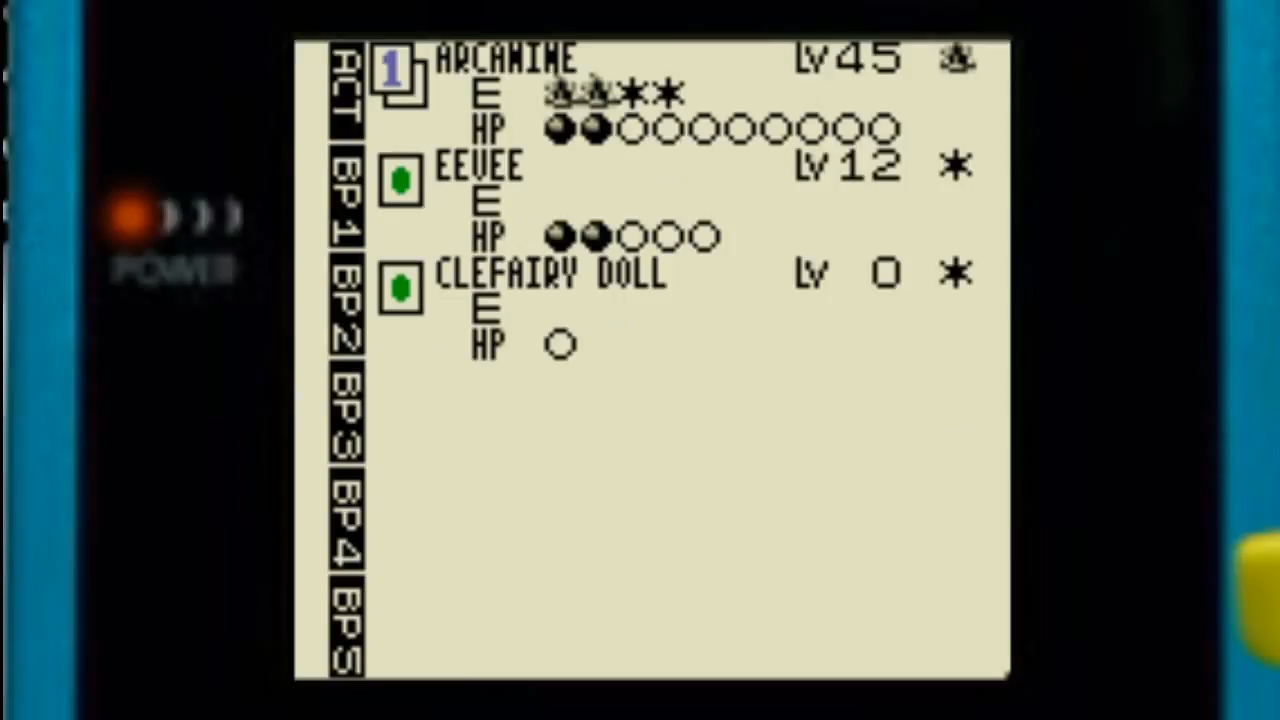 ACT
1 ARCANINE Lv45
E
HP
BP1
EEVEE Lv12
E
HP
BP2
CLEFAIRY DOLL Lv 0
E
HP
BP3
BP4
BP5
POWER